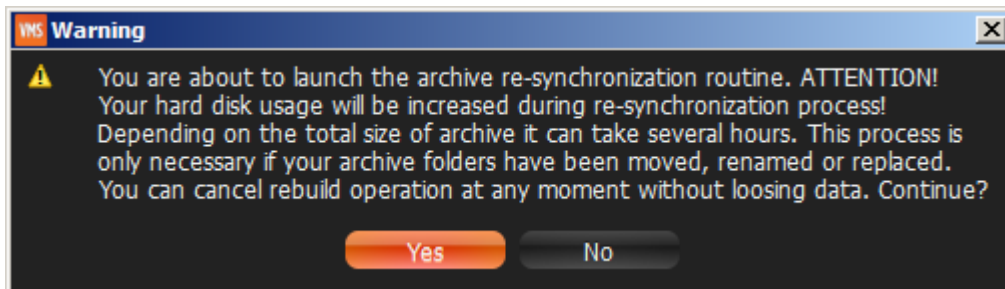 VMS Warning
You are about to launch the archive re-synchronization routine. ATTENTION!
Your hard disk usage will be increased during re-synchronization process!
Depending on the total size of archive it can take several hours. This process is
only necessary if your archive folders have been moved, renamed or replaced.
You can cancel rebuild operation at any moment without loosing data. Continue?
Yes No